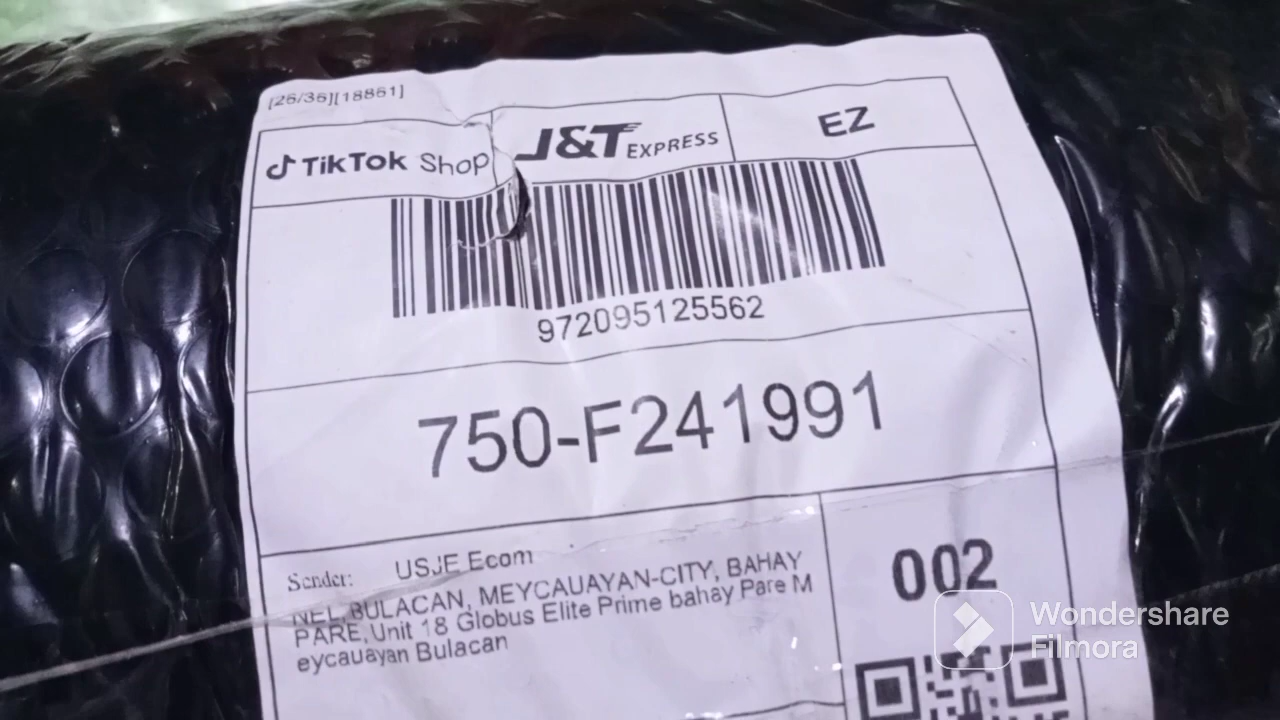 [26/36][18861]
TikTok Shop
J&T EXPRESS
EZ
972095125562
750-F241991
Sender: USJE Ecom
NEL,BULACAN, MEYCAUAYAN-CITY, BAHAY
PARE,Unit 18 Globus Elite Prime bahay Pare M
eycauayan Bulacan
002
Wondershare
Filmora